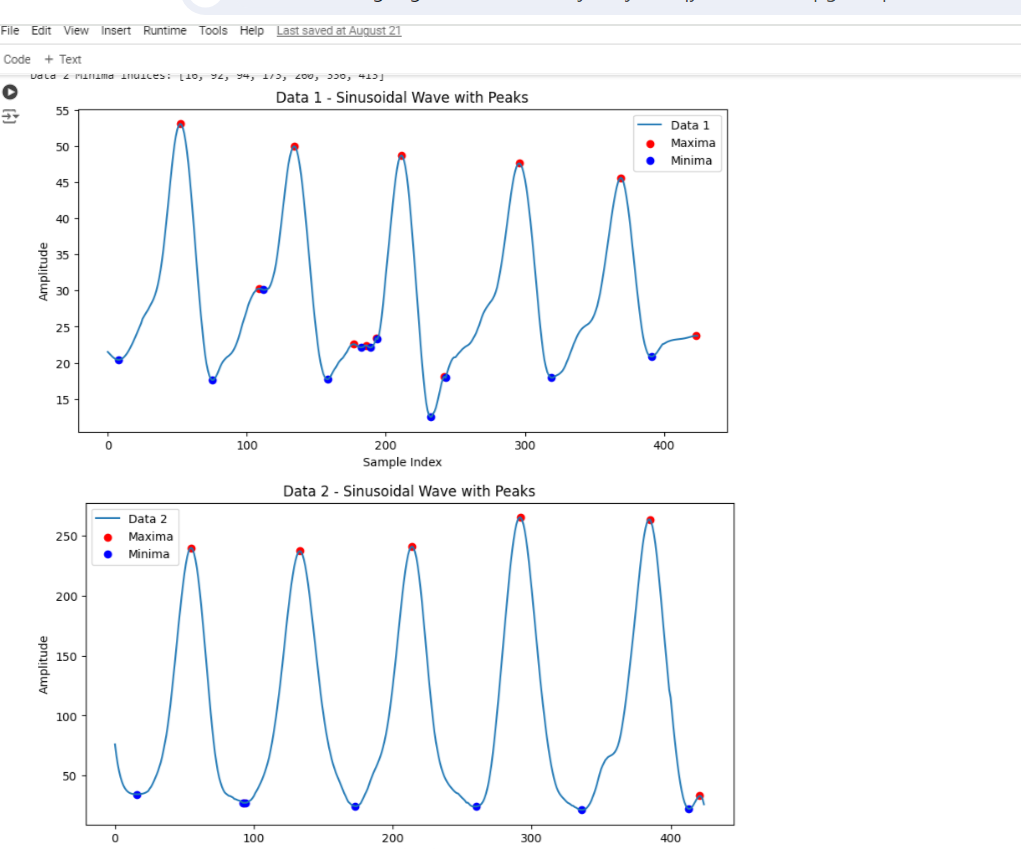 File Edit View Insert Runtime Tools Help Last saved at August 21
Code + Text
Data 2 Minima Indices: [16, 92, 94, 173, 260, 336, 413]
Data 1 - Sinusoidal Wave with Peaks
55
50
45
40
35
30
25
20
15
Amplitude
Data 1
Maxima
Minima
0 100 200 300 400
Sample Index
Data 2 - Sinusoidal Wave with Peaks
250
200
150
100
50
Amplitude
Data 2
Maxima
Minima
0 100 200 300 400